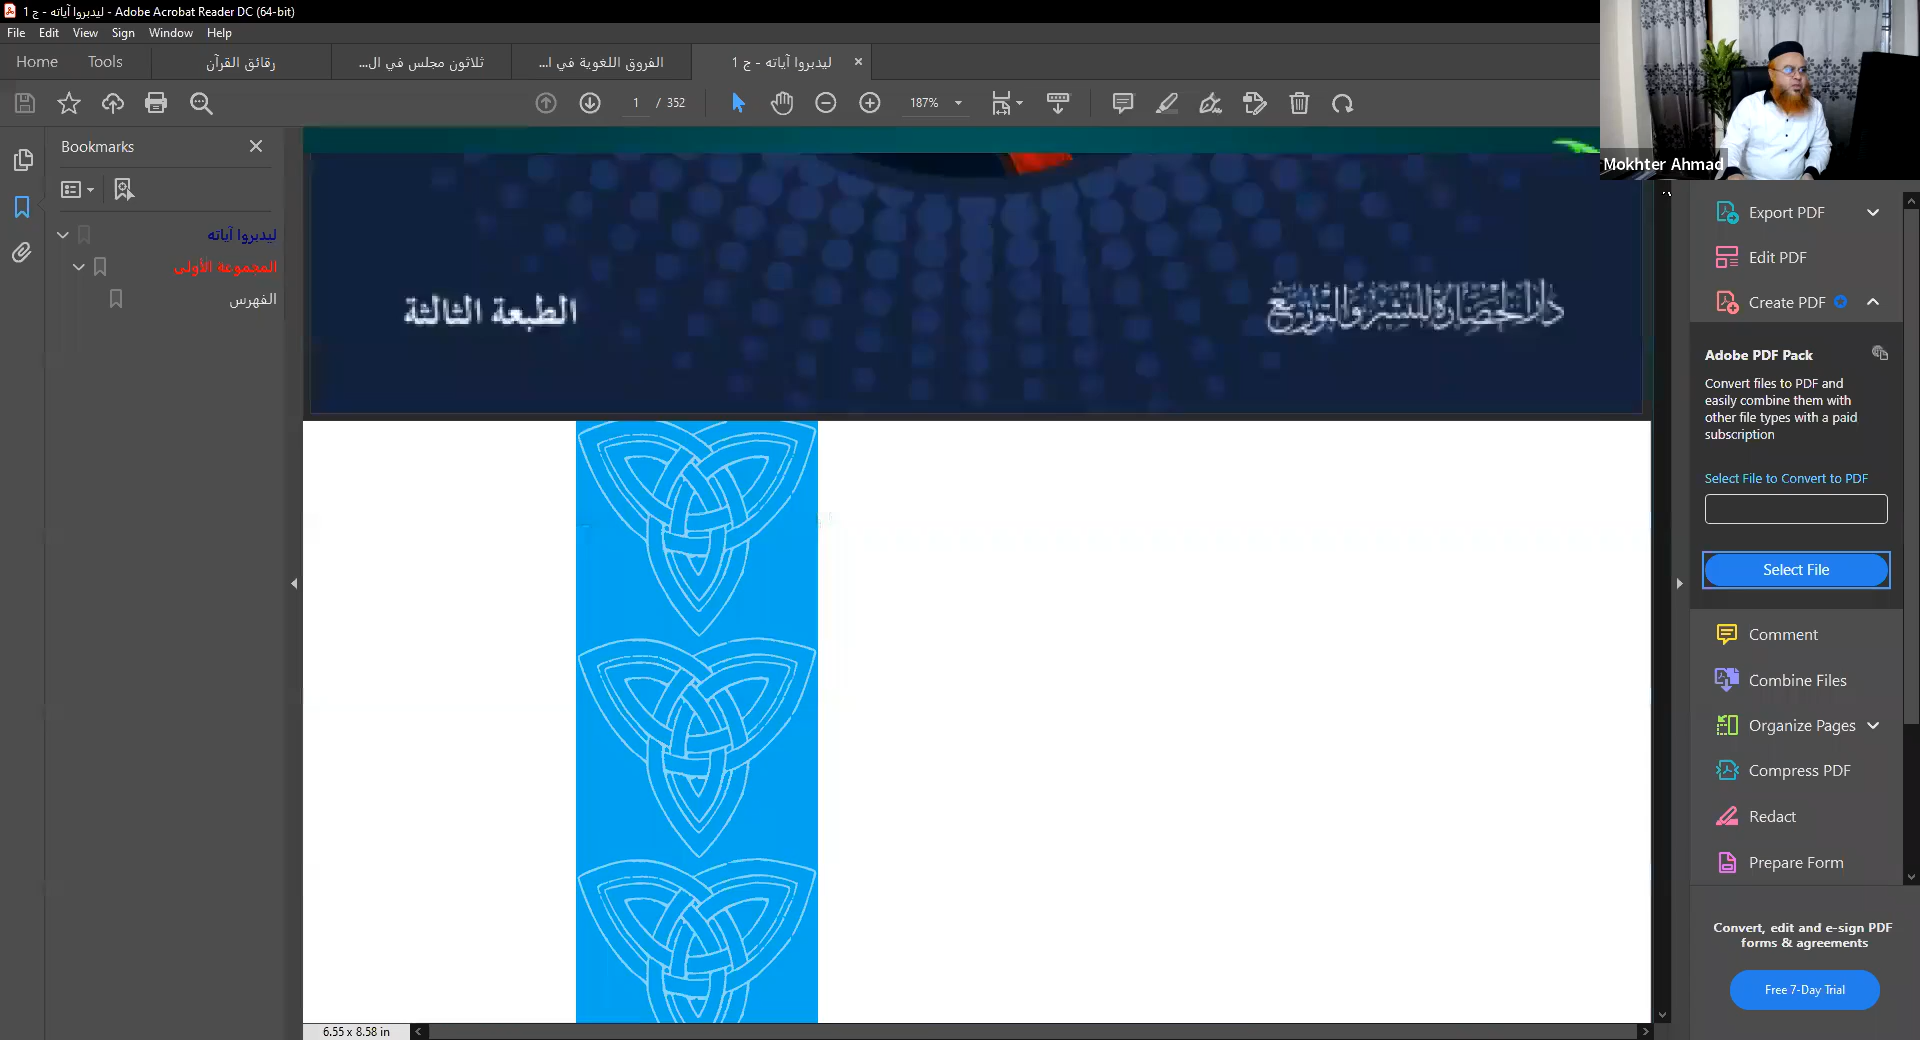 ليدبروا آياته - ج 1 - Adobe Acrobat Reader DC (64-bit)
File Edit View Sign Window Help
Home Tools رقائق القرآن ثلاثون مجلس في ال... الفروق اللغوية في ا... ليدبروا آياته - ج 1
1 / 352 187%
Mokhter Ahmad
Bookmarks
ليدبروا آياته
المجموعة الأولى
الفهرس
الطبعة الثالثة
دار الحضارة للنشر والتوزيع
Export PDF
Edit PDF
Create PDF
Adobe PDF Pack
Convert files to PDF and
easily combine them with
other file types with a paid
subscription
Select File to Convert to PDF
Select File
Comment
Combine Files
Organize Pages
Compress PDF
Redact
Prepare Form
Convert, edit and e-sign PDF
forms & agreements
Free 7-Day Trial
6.55 x 8.58 in